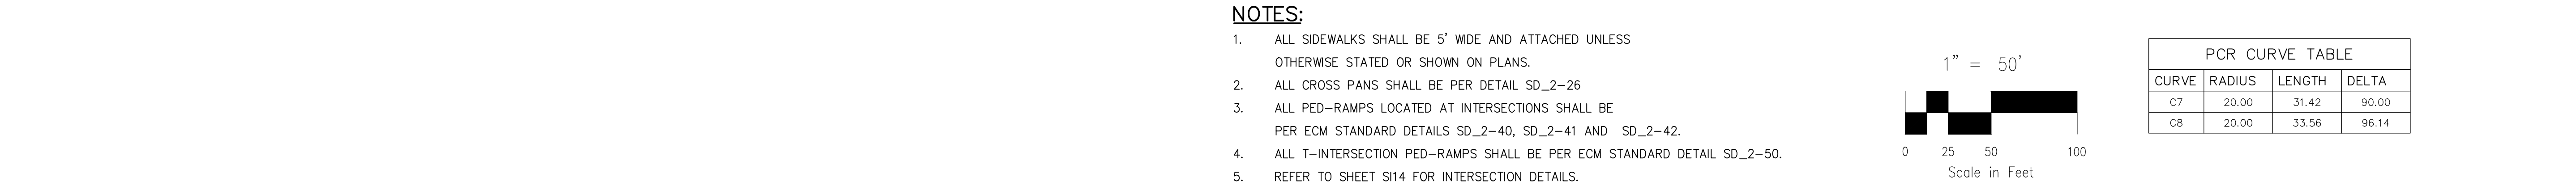 NOTES:
1. ALL SIDEWALKS SHALL BE 5' WIDE AND ATTACHED UNLESS
OTHERWISE STATED OR SHOWN ON PLANS.
2. ALL CROSS PANS SHALL BE PER DETAIL SD_2-26
3. ALL PED-RAMPS LOCATED AT INTERSECTIONS SHALL BE
PER ECM STANDARD DETAILS SD_2-40, SD_2-41 AND SD_2-42.
4. ALL T-INTERSECTION PED-RAMPS SHALL BE PER ECM STANDARD DETAIL SD_2-50.
5. REFER TO SHEET SI14 FOR INTERSECTION DETAILS.
1" = 50'
0 25 50 100
Scale in Feet
PCR CURVE TABLE
CURVE RADIUS LENGTH DELTA
C7 20.00 31.42 90.00
C8 20.00 33.56 96.14